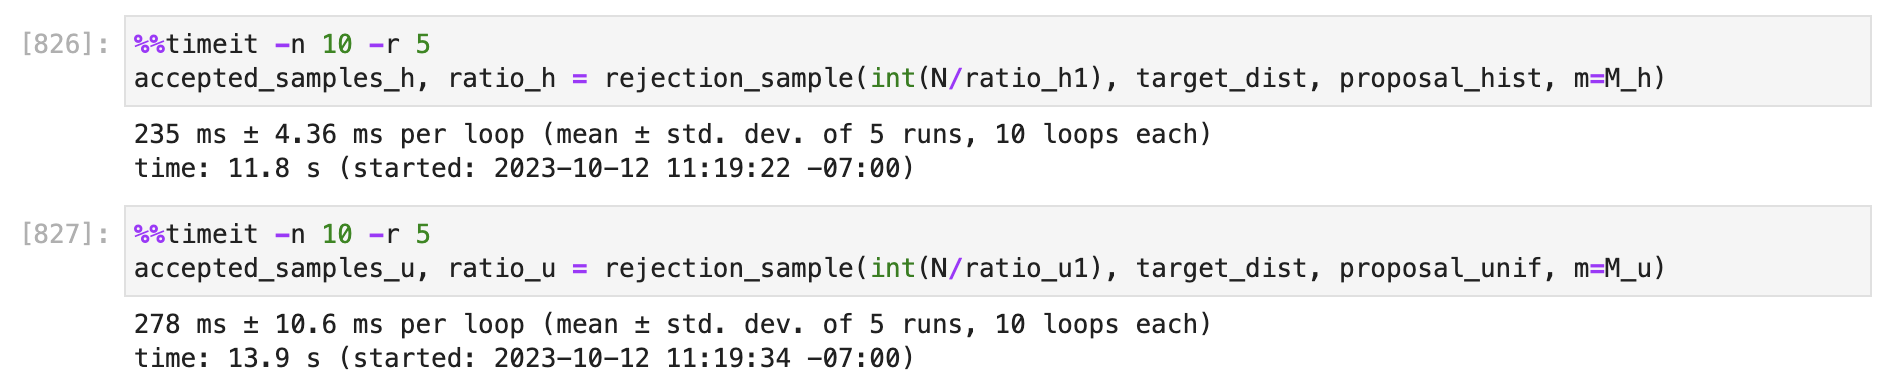 [826]:
%%timeit -n 10 -r 5
accepted_samples_h, ratio_h = rejection_sample(int(N/ratio_h1), target_dist, proposal_hist, m=M_h)
235 ms ± 4.36 ms per loop (mean ± std. dev. of 5 runs, 10 loops each)
time: 11.8 s (started: 2023-10-12 11:19:22 -07:00)
[827]:
%%timeit -n 10 -r 5
accepted_samples_u, ratio_u = rejection_sample(int(N/ratio_u1), target_dist, proposal_unif, m=M_u)
278 ms ± 10.6 ms per loop (mean ± std. dev. of 5 runs, 10 loops each)
time: 13.9 s (started: 2023-10-12 11:19:34 -07:00)